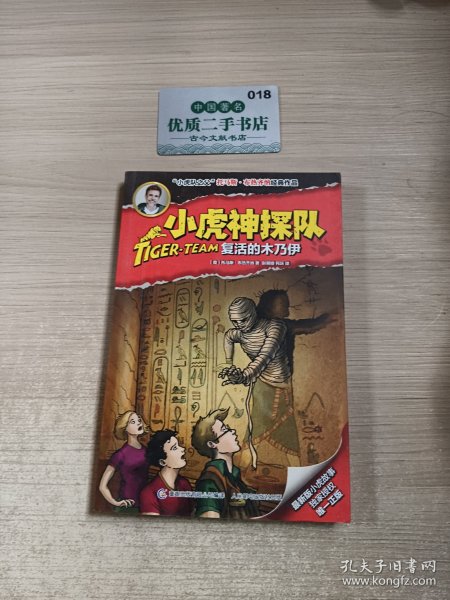 018
中国著名
优质二手书店
古今文献书店
“小虎队之父”托马斯·布热齐纳经典作品
小虎神探队
TIGER-TEAM
复活的木乃伊
最新版小虎故事
独家授权
唯一正版
孔夫子旧书网
www.kongfz.com